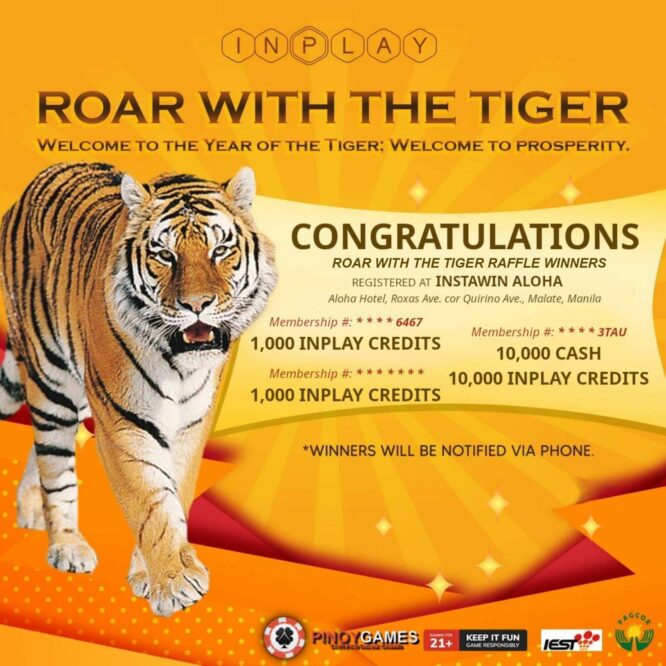 INPLAY
ROAR WITH THE TIGER
WELCOME TO THE YEAR OF THE TIGER; WELCOME TO PROSPERITY.
CONGRATULATIONS
ROAR WITH THE TIGER RAFFLE WINNERS
REGISTERED AT INSTAWIN ALOHA
Aloha Hotel, Roxas Ave. cor Quirino Ave., Malate, Manila
Membership #: * * * * 6467
1,000 INPLAY CREDITS
Membership #: * * * * * * *
1,000 INPLAY CREDITS
Membership #: * * * * 3TAU
10,000 CASH
10,000 INPLAY CREDITS
*WINNERS WILL BE NOTIFIED VIA PHONE.
PINOYGAMES
GAMING FOR
21+
KEEP IT FUN
GAME RESPONSIBLY
IEST
PAGCOR